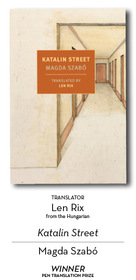 KATALIN STREET
MAGDA SZABÓ
TRANSLATED BY
LEN RIX
TRANSLATOR
Len Rix
from the Hungarian
Katalin Street
Magda Szabó
WINNER
PEN TRANSLATION PRIZE